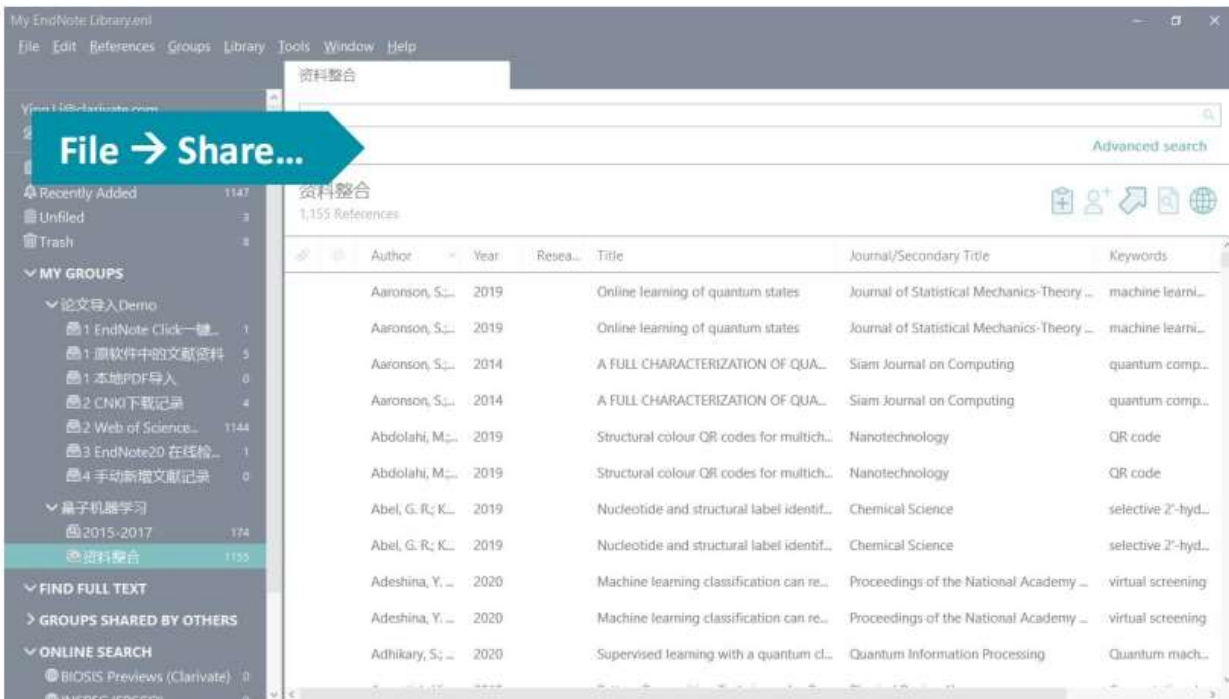 My EndNote Library.enl
File Edit References Groups Library Tools Window Help
资料整合
File → Share...
Advanced search
Recently Added 1147
Unfiled 3
Trash 8
MY GROUPS
论文导入Demo
1 EndNote Click一键... 1
1 原软件中的文献资料 5
1 本地PDF导入 0
2 CNKI下载记录 4
2 Web of Science... 1144
3 EndNote20 在线检... 1
4 手动新增文献记录 0
量子机器学习
2015-2017 174
资料整合 1155
FIND FULL TEXT
GROUPS SHARED BY OTHERS
ONLINE SEARCH
BIOSIS Previews (Clarivate) 0
资料整合
1,155 References
Author Year Resea... Title Journal/Secondary Title Keywords
Aaronson, S.;... 2019 Online learning of quantum states Journal of Statistical Mechanics-Theory ... machine learni...
Aaronson, S.;... 2019 Online learning of quantum states Journal of Statistical Mechanics-Theory ... machine learni...
Aaronson, S.;... 2014 A FULL CHARACTERIZATION OF QUA... Siam Journal on Computing quantum comp...
Aaronson, S.;... 2014 A FULL CHARACTERIZATION OF QUA... Siam Journal on Computing quantum comp...
Abdolahi, M.;... 2019 Structural colour QR codes for multich... Nanotechnology QR code
Abdolahi, M.;... 2019 Structural colour QR codes for multich... Nanotechnology QR code
Abel, G. R.; K... 2019 Nucleotide and structural label identif... Chemical Science selective 2'-hyd...
Abel, G. R.; K... 2019 Nucleotide and structural label identif... Chemical Science selective 2'-hyd...
Adeshina, Y. ... 2020 Machine learning classification can re... Proceedings of the National Academy ... virtual screening
Adeshina, Y. ... 2020 Machine learning classification can re... Proceedings of the National Academy ... virtual screening
Adhikary, S.; ... 2020 Supervised learning with a quantum cl... Quantum Information Processing Quantum mach...